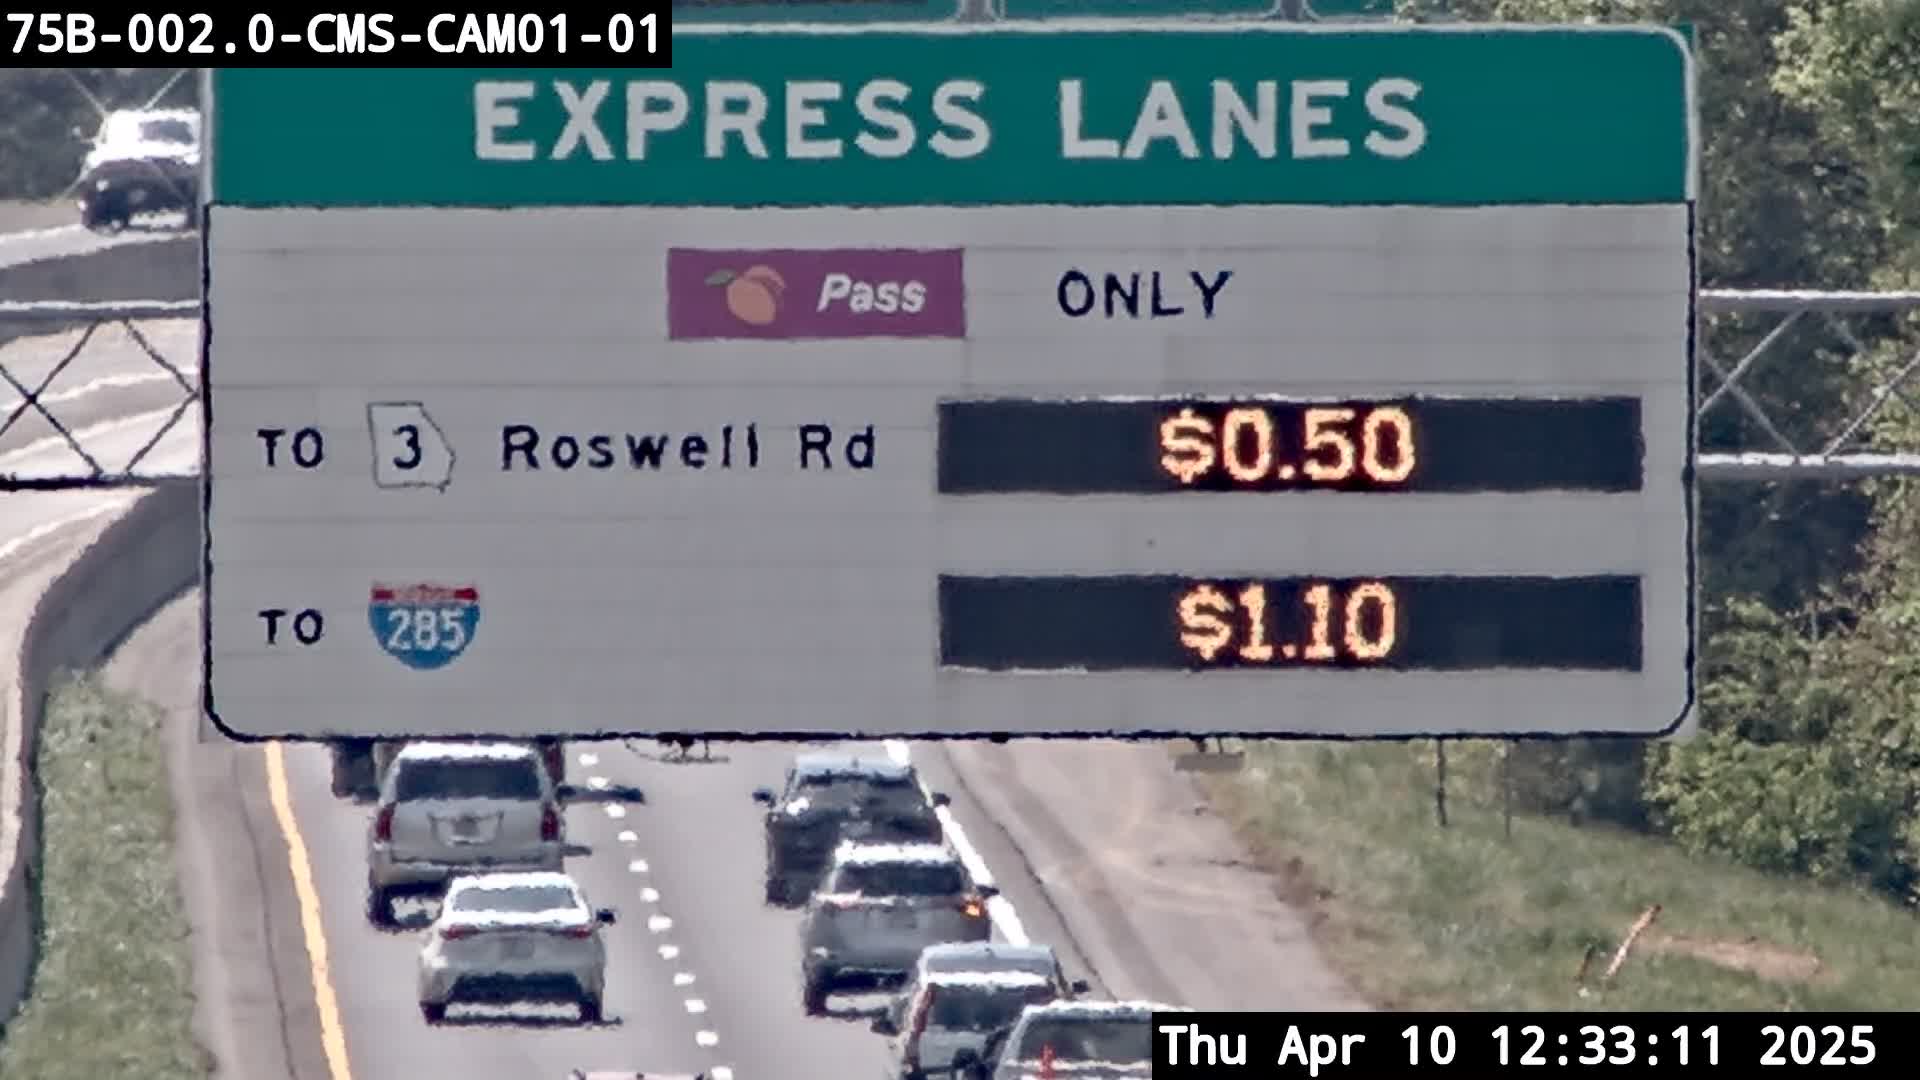 75B-002.0-CMS-CAM01-01
EXPRESS LANES
Pass ONLY
TO 3 Roswell Rd $0.50
TO 285 $1.10
Thu Apr 10 12:33:11 2025